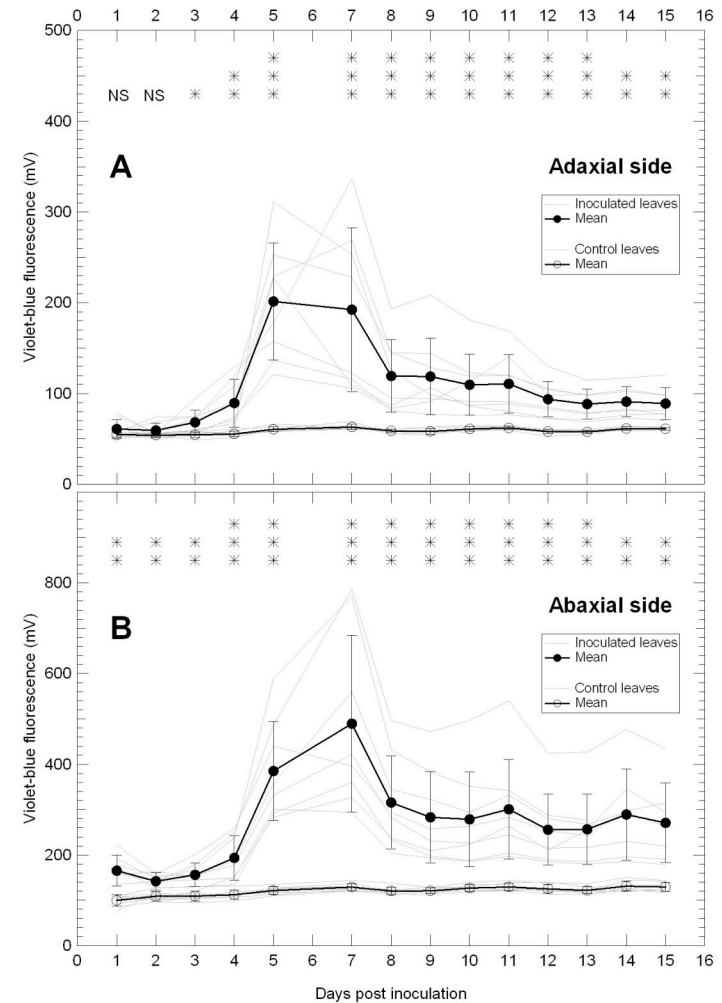 0 1 2 3 4 5 6 7 8 9 10 11 12 13 14 15 16
500
400
300
200
100
0
Violet-blue fluorescence (mV)
* * * * * * * * *
* * * * * * * * * * * *
NS NS * * * * * * * * * * * *
A
Adaxial side
Inoculated leaves
Mean
Control leaves
Mean
800
600
400
200
0
Violet-blue fluorescence (mV)
* * * * * * * * *
* * * * * * * * * * * * * *
* * * * * * * * * * * * * *
B
Abaxial side
Inoculated leaves
Mean
Control leaves
Mean
0 1 2 3 4 5 6 7 8 9 10 11 12 13 14 15 16
Days post inoculation